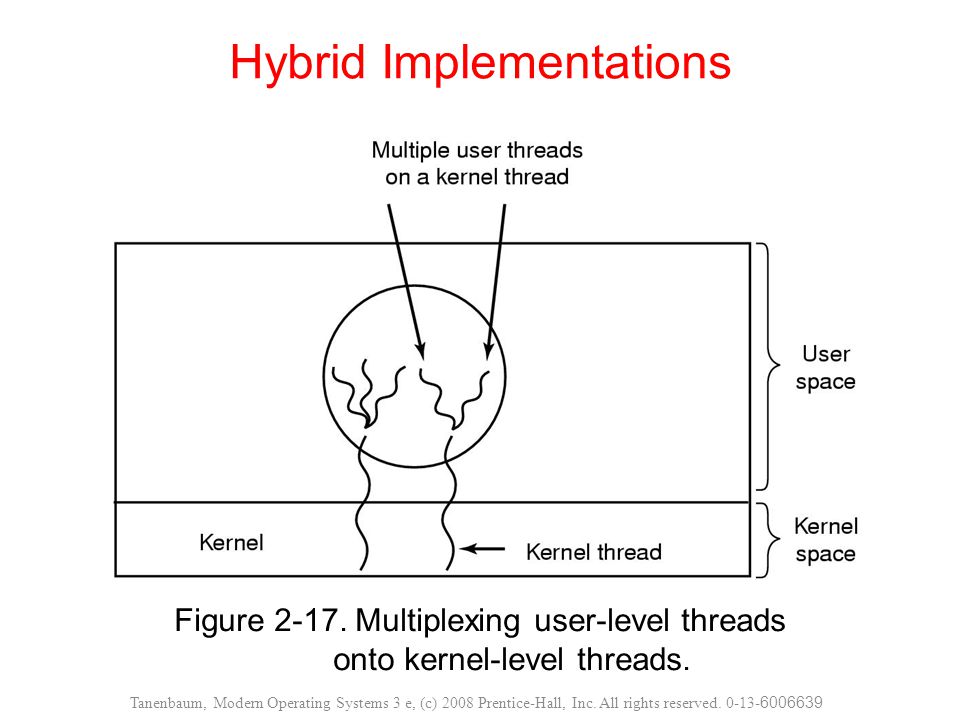 Hybrid Implementations
Multiple user threads
on a kernel thread
User
space
Kernel
Kernel thread
Kernel
space
Figure 2-17. Multiplexing user-level threads
onto kernel-level threads.
Tanenbaum, Modern Operating Systems 3 e, (c) 2008 Prentice-Hall, Inc. All rights reserved. 0-13-6006639